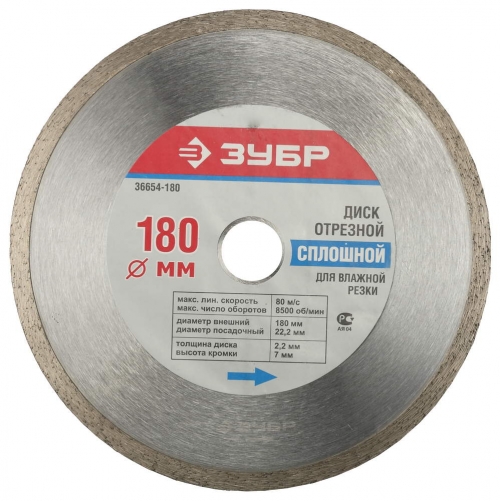 ЗУБР
36654-180
180
Ø мм
ДИСК
ОТРЕЗНОЙ
СПЛОШНОЙ
ДЛЯ ВЛАЖНОЙ
РЕЗКИ
макс. лин. скорость 80 м/с
макс. число оборотов 8500 об/мин
диаметр внешний 180 мм
диаметр посадочный 22,2 мм
толщина диска 2,2 мм
высота кромки 7 мм
АЯ 04
ЗУБР